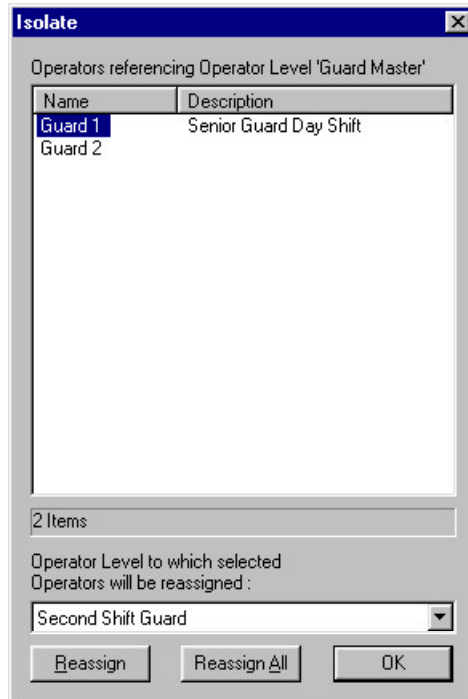 Isolate
Operators referencing Operator Level 'Guard Master'
Name Description
Guard 1 Senior Guard Day Shift
Guard 2
2 Items
Operator Level to which selected
Operators will be reassigned :
Second Shift Guard
Reassign Reassign All OK